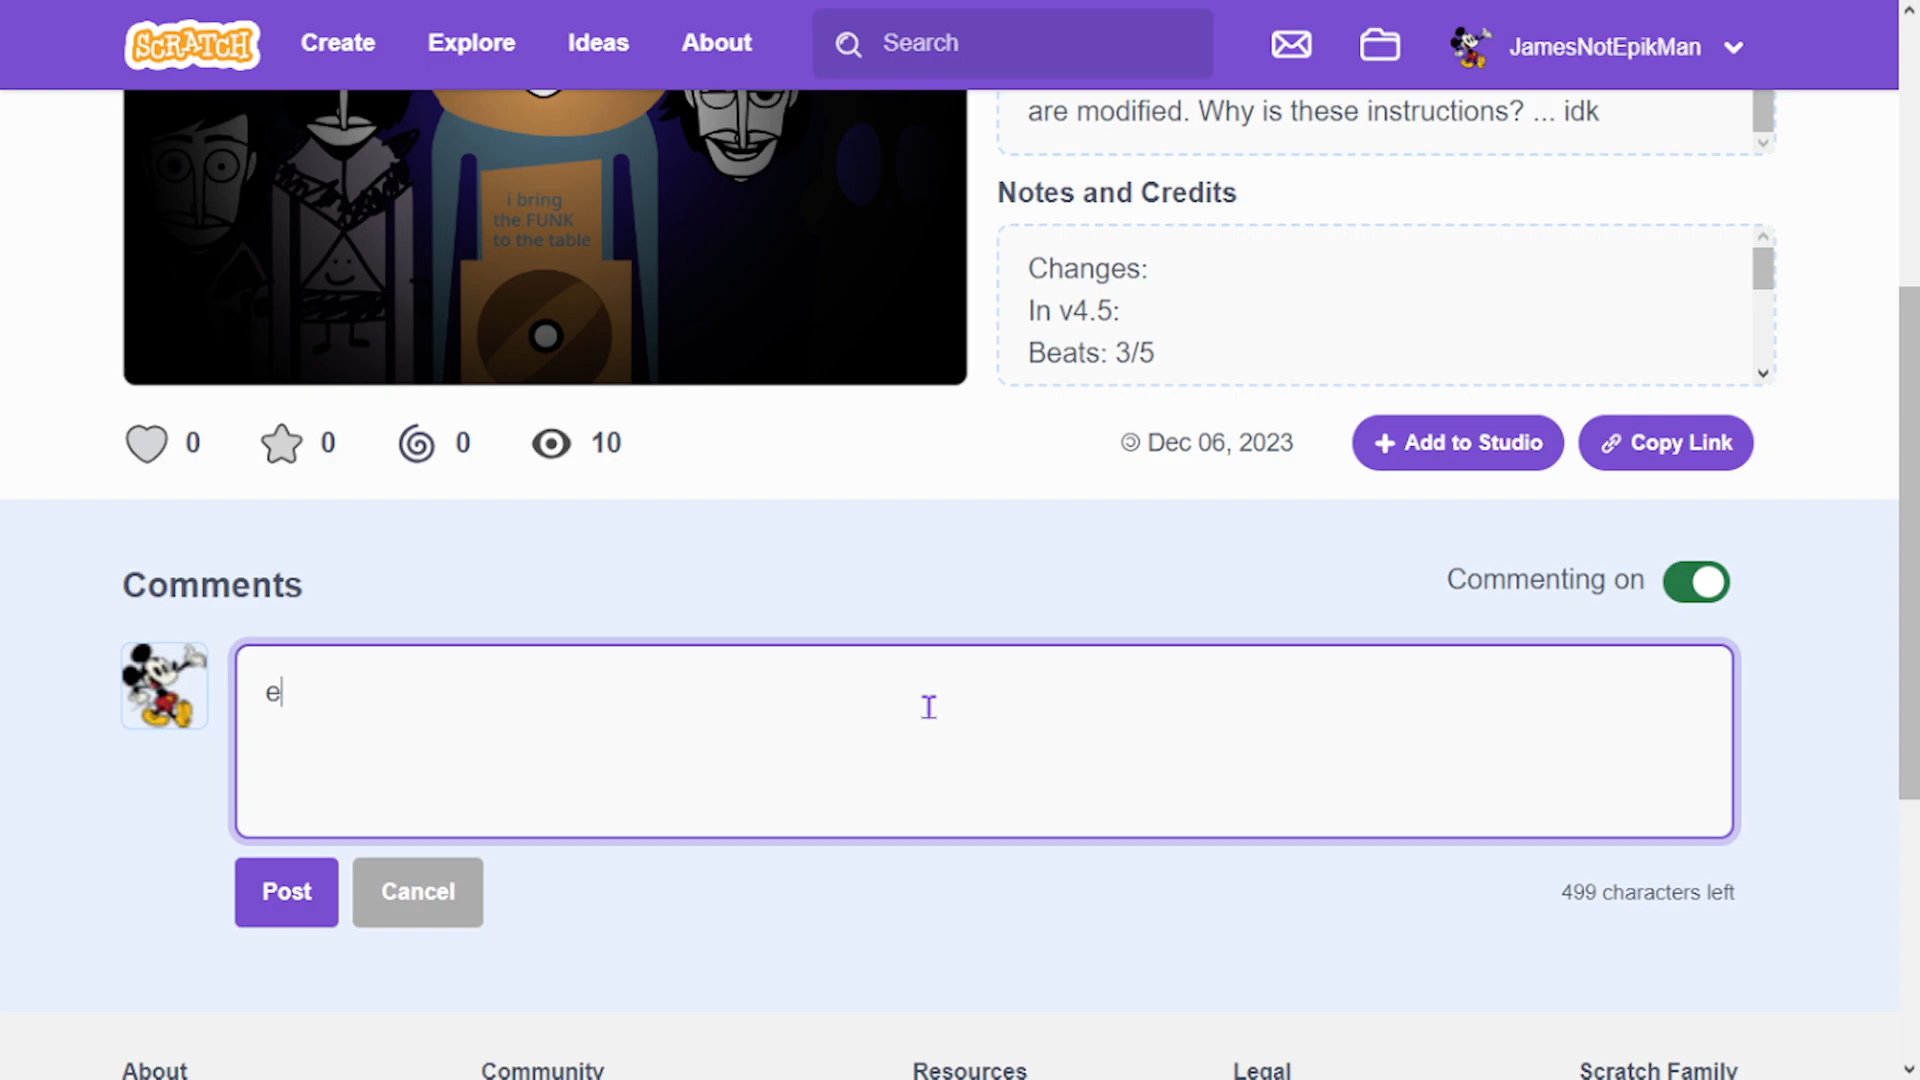 SCRATCH Create Explore Ideas About Search JamesNotEpikMan
are modified. Why is these instructions? ... idk
i bring
the FUNK
to the table
Notes and Credits
Changes:
In v4.5:
Beats: 3/5
0 0 0 10 Dec 06, 2023 Add to Studio Copy Link
Comments Commenting on
e
Post Cancel 499 characters left
About Community Resources Legal Scratch Family